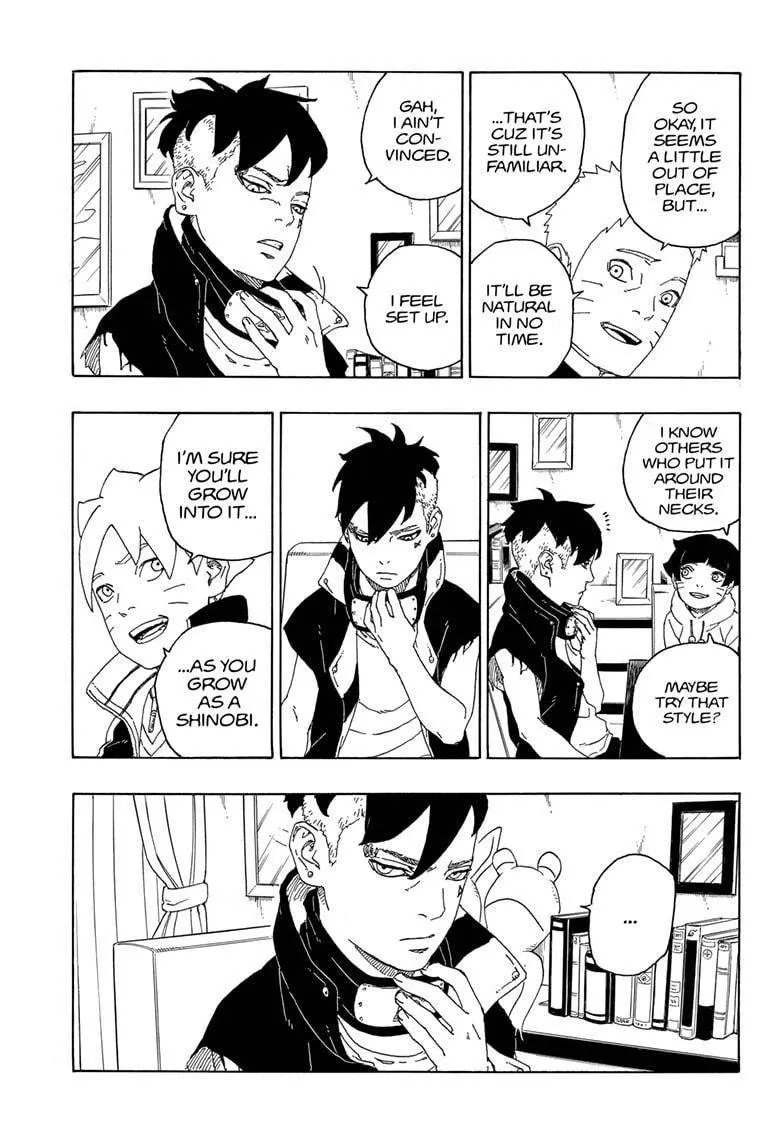 SO
OKAY, IT
SEEMS
A LITTLE
OUT OF
PLACE,
BUT...
...THAT'S
CUZ IT'S
STILL UN-
FAMILIAR.
IT'LL BE
NATURAL
IN NO
TIME.
GAH,
I AIN'T
CON-
VINCED.
I FEEL
SET UP.
I KNOW
OTHERS
WHO PUT IT
AROUND
THEIR
NECKS.
MAYBE
TRY THAT
STYLE?
I'M SURE
YOU'LL
GROW
INTO IT...
...AS YOU
GROW
AS A
SHINOBI.
...